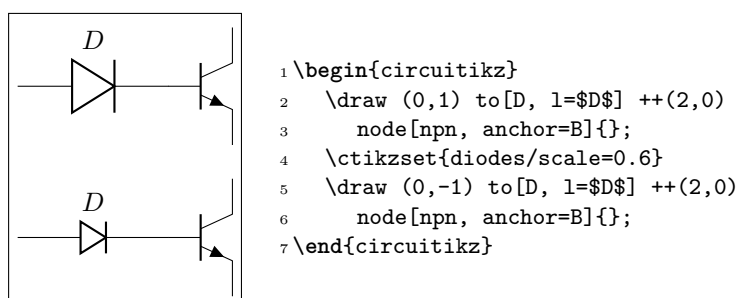 D
D
1 \begin{circuitikz}
2 \draw (0,1) to[D, l=$D$] ++(2,0)
3 node[npn, anchor=B]{};
4 \ctikzset{diodes/scale=0.6}
5 \draw (0,-1) to[D, l=$D$] ++(2,0)
6 node[npn, anchor=B]{};
7 \end{circuitikz}